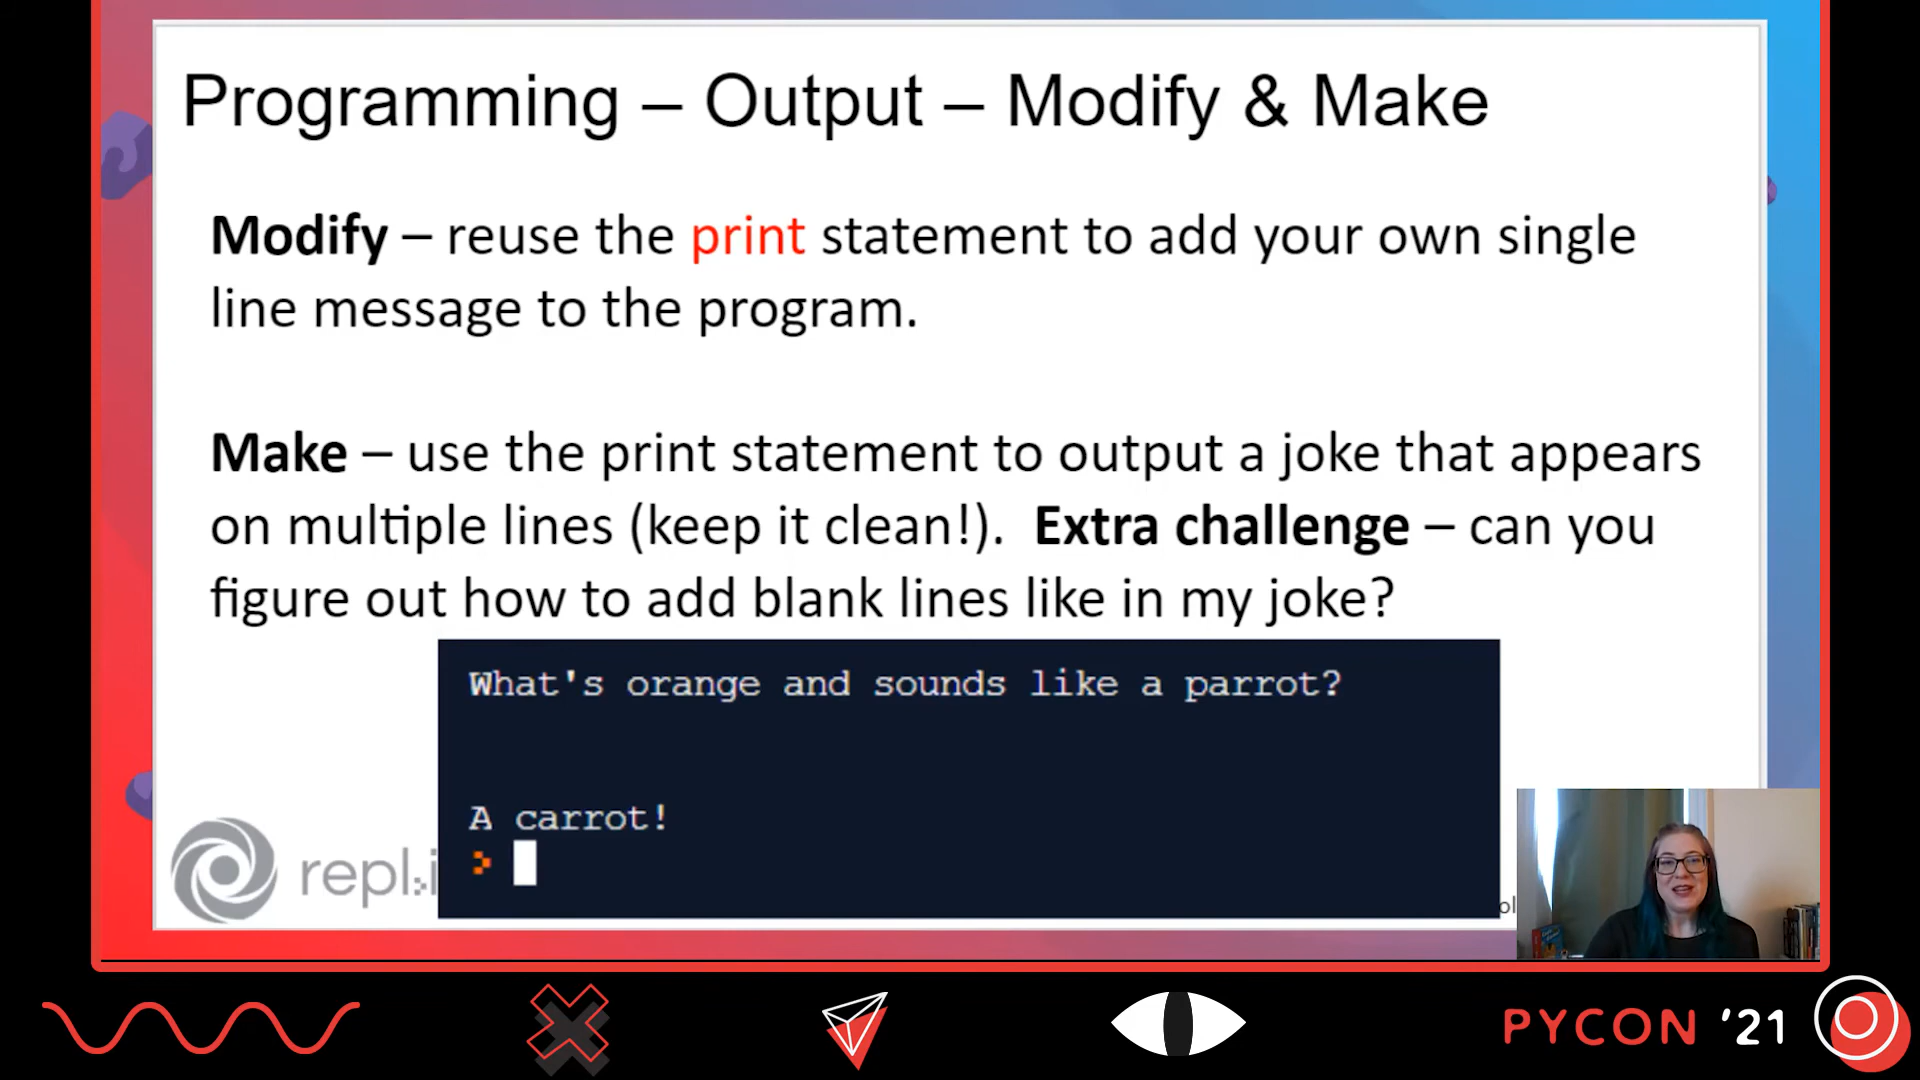 Programming – Output – Modify & Make
Modify – reuse the print statement to add your own single
line message to the program.
Make – use the print statement to output a joke that appears
on multiple lines (keep it clean!).  Extra challenge – can you
figure out how to add blank lines like in my joke?
What's orange and sounds like a parrot?
A carrot!
>
repl.i
PYCON '21